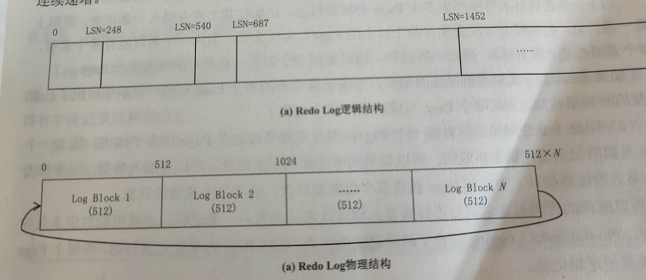 连续递增。
0 LSN=248 LSN=540 LSN=687 LSN=1452
……
(a) Redo Log逻辑结构
0 512 1024 512×N
Log Block 1 Log Block 2 …… Log Block N
(512) (512) (512) (512)
(a) Redo Log物理结构